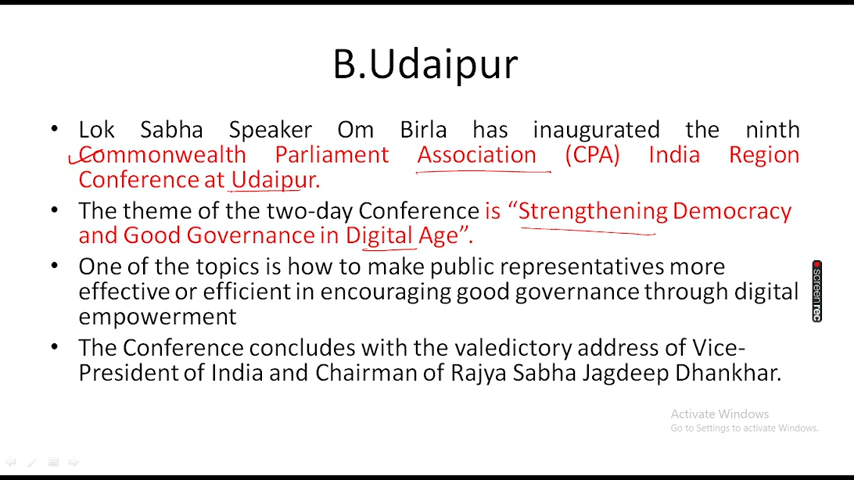 B.Udaipur
• Lok Sabha Speaker Om Birla has inaugurated the ninth
Commonwealth Parliament Association (CPA) India Region
Conference at Udaipur.
• The theme of the two-day Conference is “Strengthening Democracy
and Good Governance in Digital Age”.
• One of the topics is how to make public representatives more
effective or efficient in encouraging good governance through digital
empowerment
• The Conference concludes with the valedictory address of Vice-
President of India and Chairman of Rajya Sabha Jagdeep Dhankhar.
screenrec
Activate Windows
Go to Settings to activate Windows.